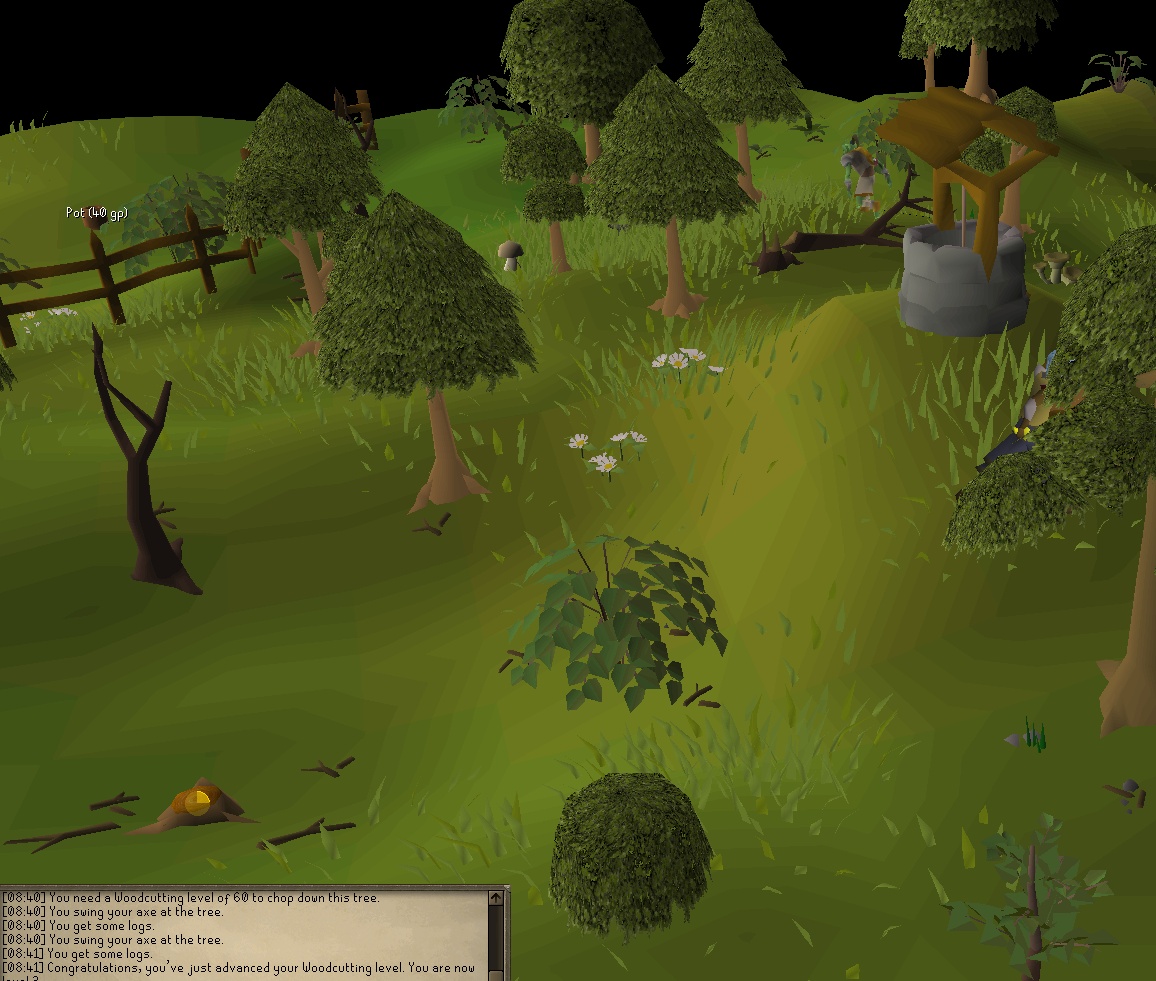 Pot (40 gp)
[08:40] You need a Woodcutting level of 60 to chop down this tree.
[08:40] You swing your axe at the tree.
[08:40] You get some logs.
[08:40] You swing your axe at the tree.
[08:41] You get some logs.
[08:41] Congratulations, you've just advanced your Woodcutting level. You are now
level